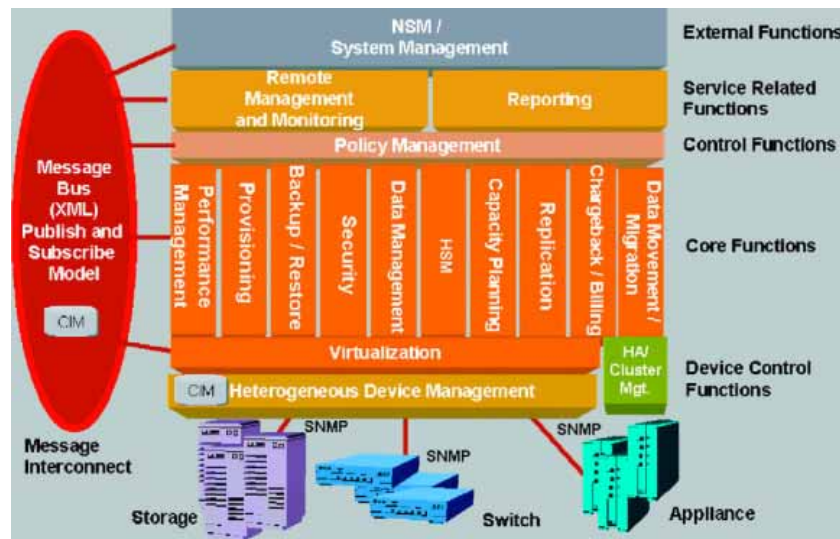 NSM /
System Management
External Functions
Remote
Management
and Monitoring
Reporting
Service Related
Functions
Policy Management
Control Functions
Message
Bus
(XML)
Publish and
Subscribe
Model
CIM
Performance
Management
Provisioning
Backup / Restore
Security
Data Management
HSM
Capacity Planning
Replication
Chargeback / Billing
Data Movement /
Migration
Core Functions
Virtualization
HA/
Cluster
Mgt.
Device Control
Functions
CIM
Heterogeneous Device Management
Message
Interconnect
SNMP
SNMP
SNMP
Storage
Switch
Appliance